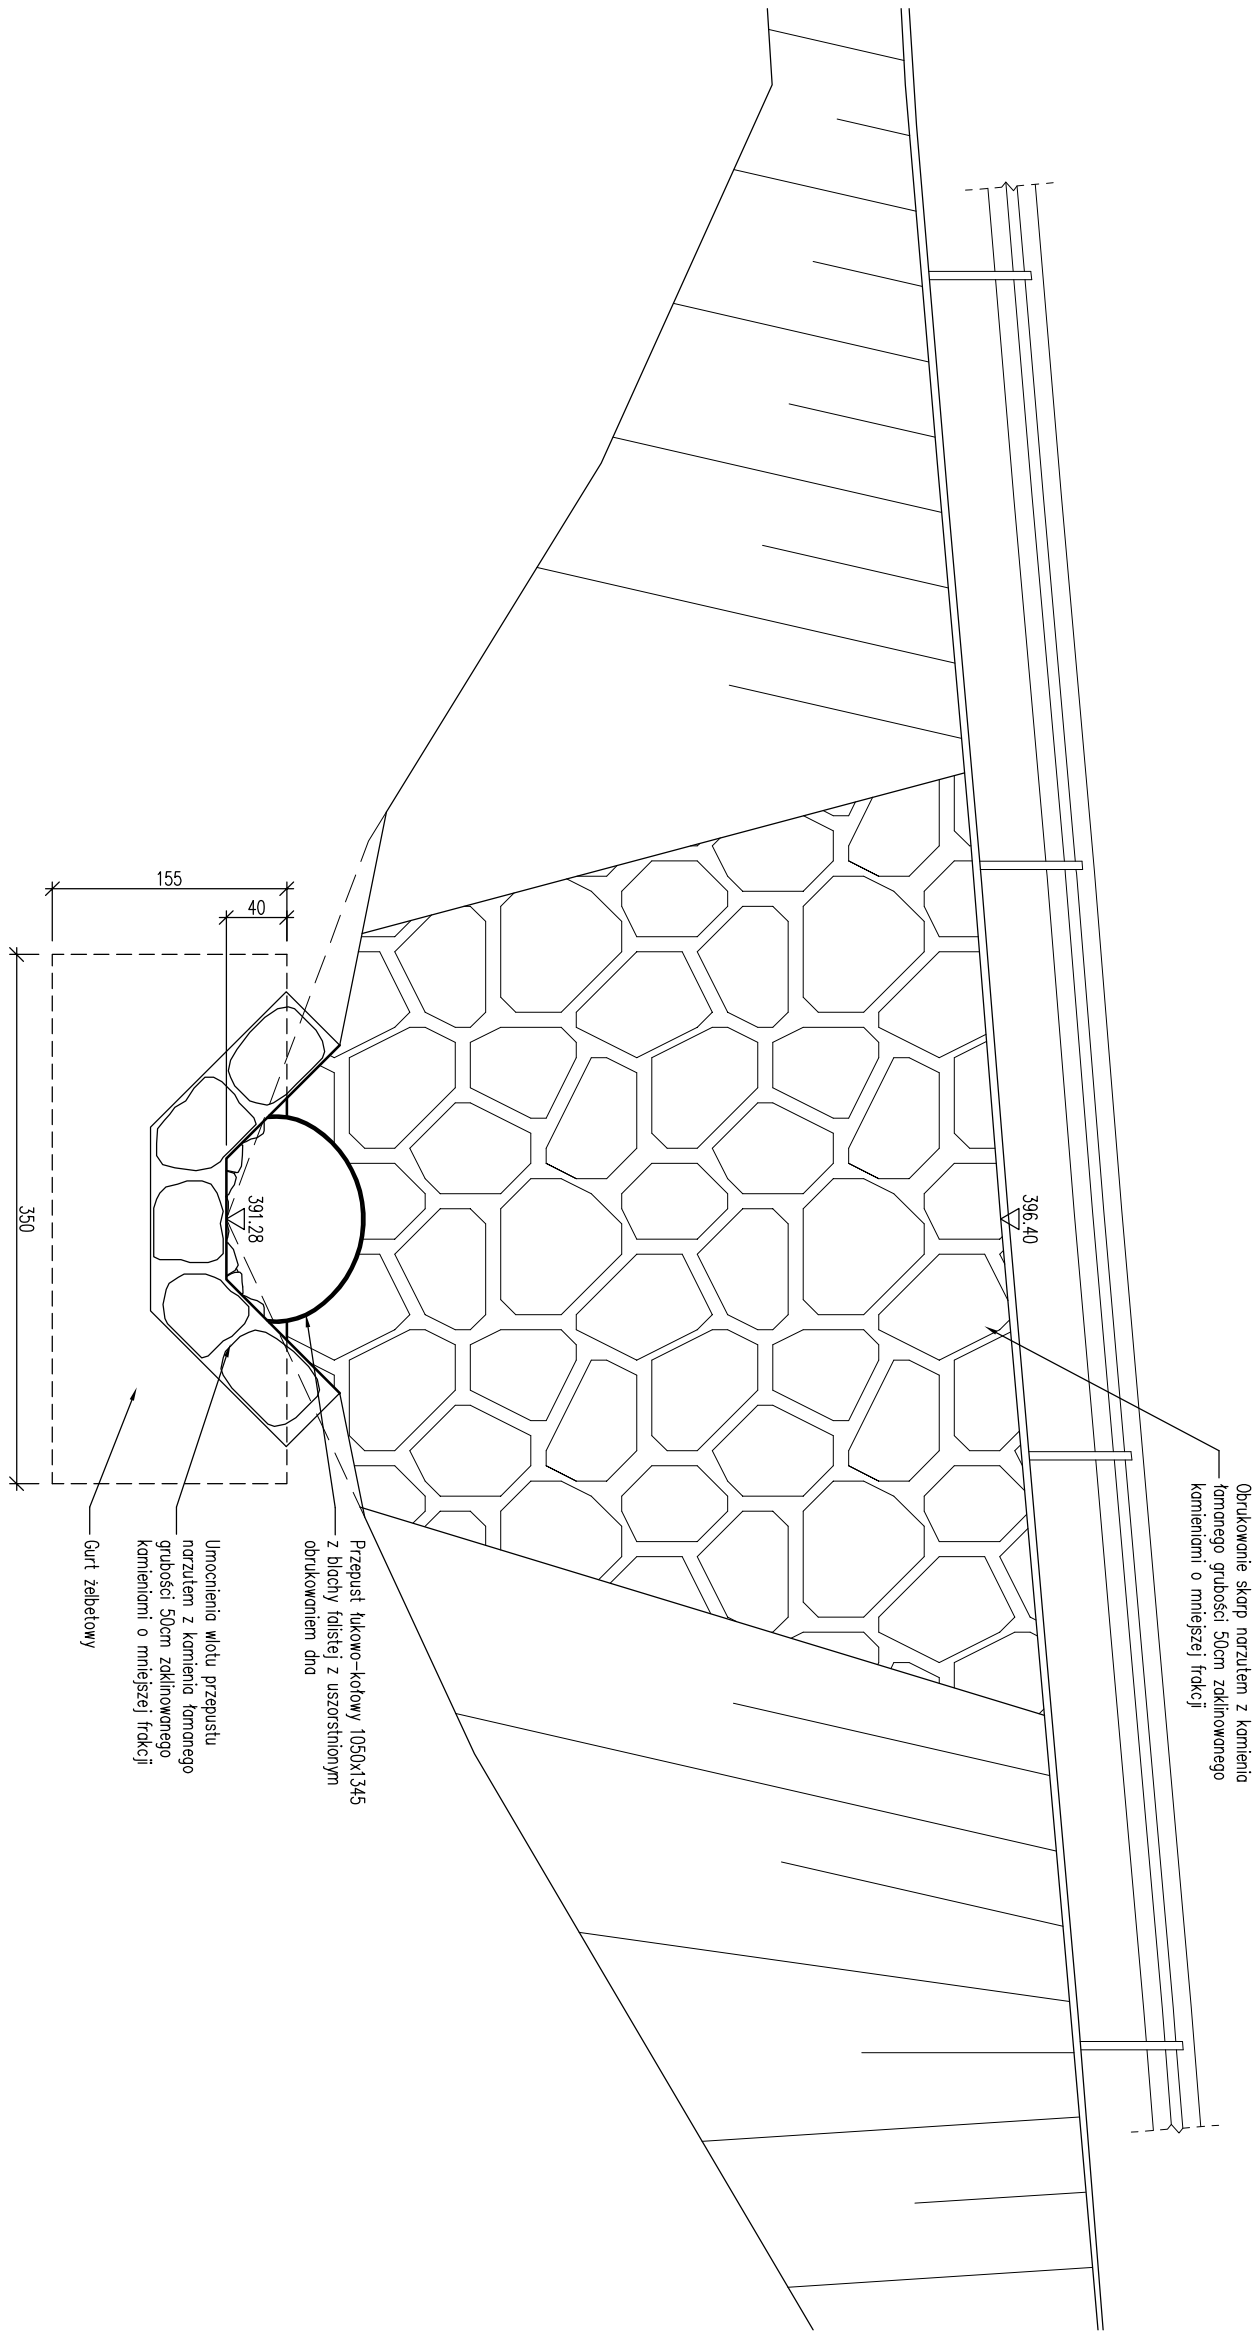 Obrukowanie skarp narzutem z kamienia
łamanego grubości 50cm zaklinowanego
kamieniami o mniejszej frakcji
396.40
391.28
40
155
350
Przepust łukowo-kołowy 1050x1345
z blachy falistej z uszorstnionym
obrukowaniem dna
Umocnienia wlotu przepustu
narzutem z kamienia łamanego
grubości 50cm zaklinowanego
kamieniami o mniejszej frakcji
Gurt żelbetowy